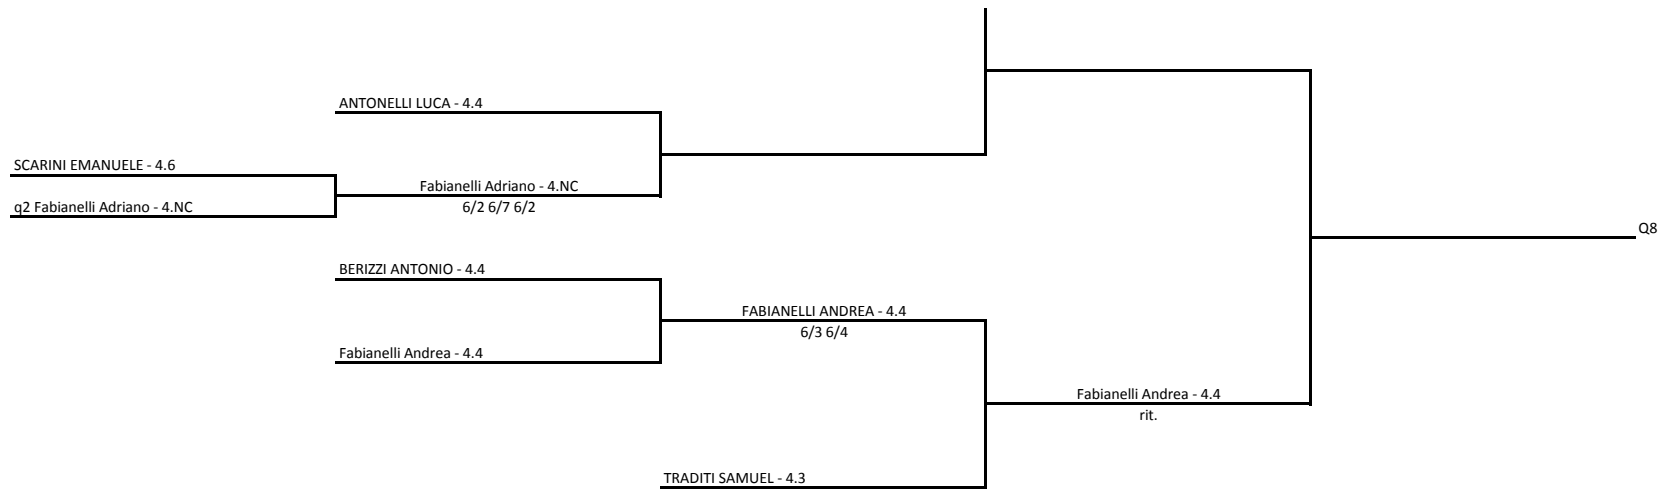 ANTONELLI LUCA - 4.4
SCARINI EMANUELE - 4.6
Fabianelli Adriano - 4.NC
q2 Fabianelli Adriano - 4.NC
6/2 6/7 6/2
Q8
BERIZZI ANTONIO - 4.4
FABIANELLI ANDREA - 4.4
6/3 6/4
Fabianelli Andrea - 4.4
Fabianelli Andrea - 4.4
rit.
TRADITI SAMUEL - 4.3